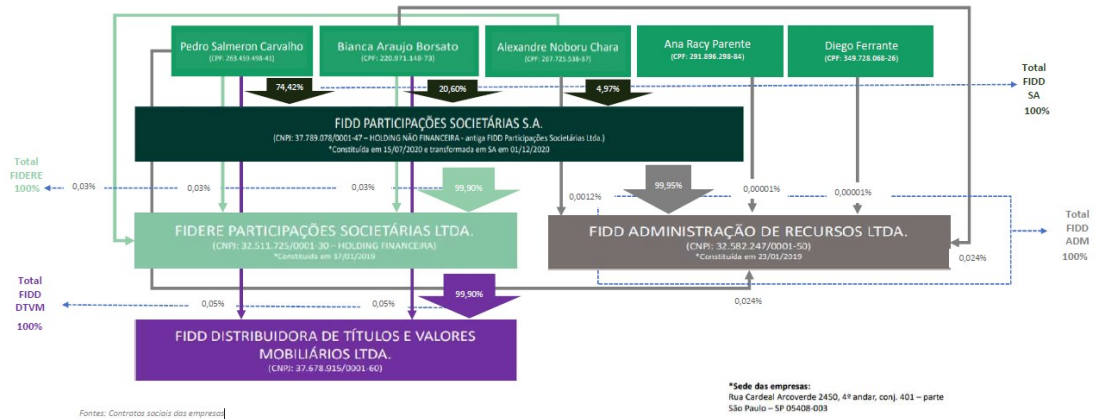 Pedro Salmeron Carvalho
(CPF: 263.459.498-41)
Bianca Araujo Borsato
(CPF: 220.971.148-73)
Alexandre Noboru Chara
(CPF: 267.725.538-37)
Ana Racy Parente
(CPF: 291.896.298-84)
Diego Ferrante
(CPF: 349.728.068-26)
74,42%
20,60%
4,97%
Total
FIDD
SA
100%
FIDD PARTICIPAÇÕES SOCIETÁRIAS S.A.
(CNPJ: 37.789.078/0001-47 – HOLDING NÃO FINANCEIRA - antiga FIDD Participações Societárias Ltda.)
*Constituída em 15/07/2020 e transformada em SA em 01/12/2020
Total
FIDERE
100%
0,03%
0,03%
0,03%
99,90%
99,95%
0,0012%
0,00001%
0,00001%
FIDERE PARTICIPAÇÕES SOCIETÁRIAS LTDA.
(CNPJ: 32.511.725/0001-30 – HOLDING FINANCEIRA)
*Constituída em 17/01/2019
FIDD ADMINISTRAÇÃO DE RECURSOS LTDA.
(CNPJ: 32.582.247/0001-50)
*Constituída em 23/01/2019
Total
FIDD
ADM
100%
0,024%
0,024%
Total
FIDD
DTVM
100%
0,05%
0,05%
99,90%
FIDD DISTRIBUIDORA DE TÍTULOS E VALORES
MOBILIÁRIOS LTDA.
(CNPJ: 37.678.915/0001-60)
*Sede das empresas:
Rua Cardeal Arcoverde 2450, 4º andar, conj. 401 – parte
São Paulo – SP 05408-003
Fontes: Contratos sociais das empresas